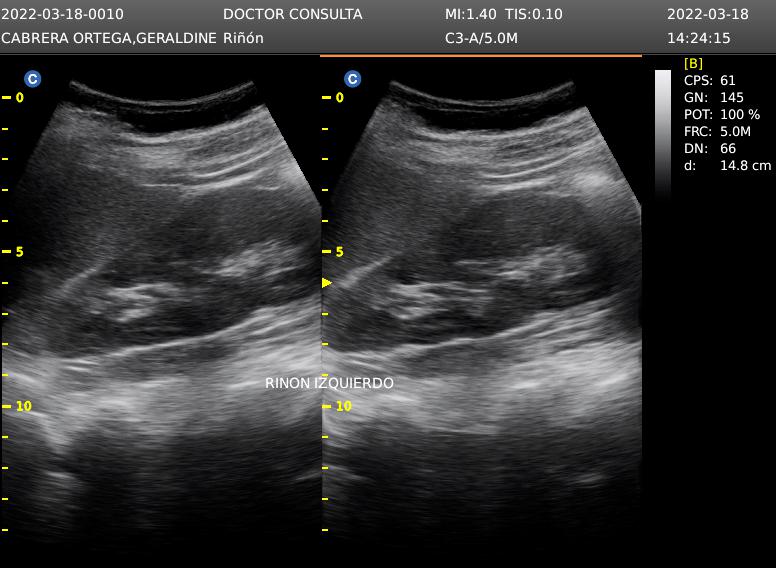 2022-03-18-0010 DOCTOR CONSULTA MI:1.40 TIS:0.10 2022-03-18
CABRERA ORTEGA,GERALDINE Riñón C3-A/5.0M 14:24:15
[B]
CPS: 61
GN: 145
POT: 100 %
FRC: 5.0M
DN: 66
d: 14.8 cm
C C
0 0
5 5
RINON IZQUIERDO
10 10